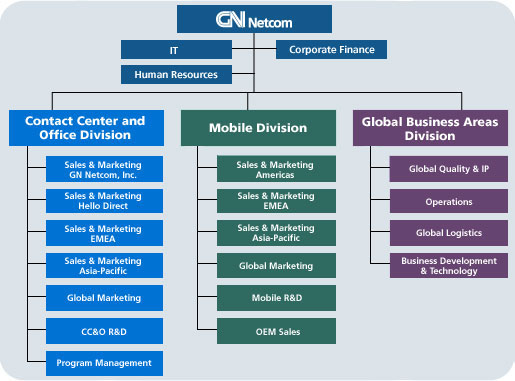 GN Netcom
IT
Corporate Finance
Human Resources
Contact Center and
Office Division
Sales & Marketing
GN Netcom, Inc.
Sales & Marketing
Hello Direct
Sales & Marketing
EMEA
Sales & Marketing
Asia-Pacific
Global Marketing
CC&O R&D
Program Management
Mobile Division
Sales & Marketing
Americas
Sales & Marketing
EMEA
Sales & Marketing
Asia-Pacific
Global Marketing
Mobile R&D
OEM Sales
Global Business Areas
Division
Global Quality & IP
Operations
Global Logistics
Business Development
& Technology